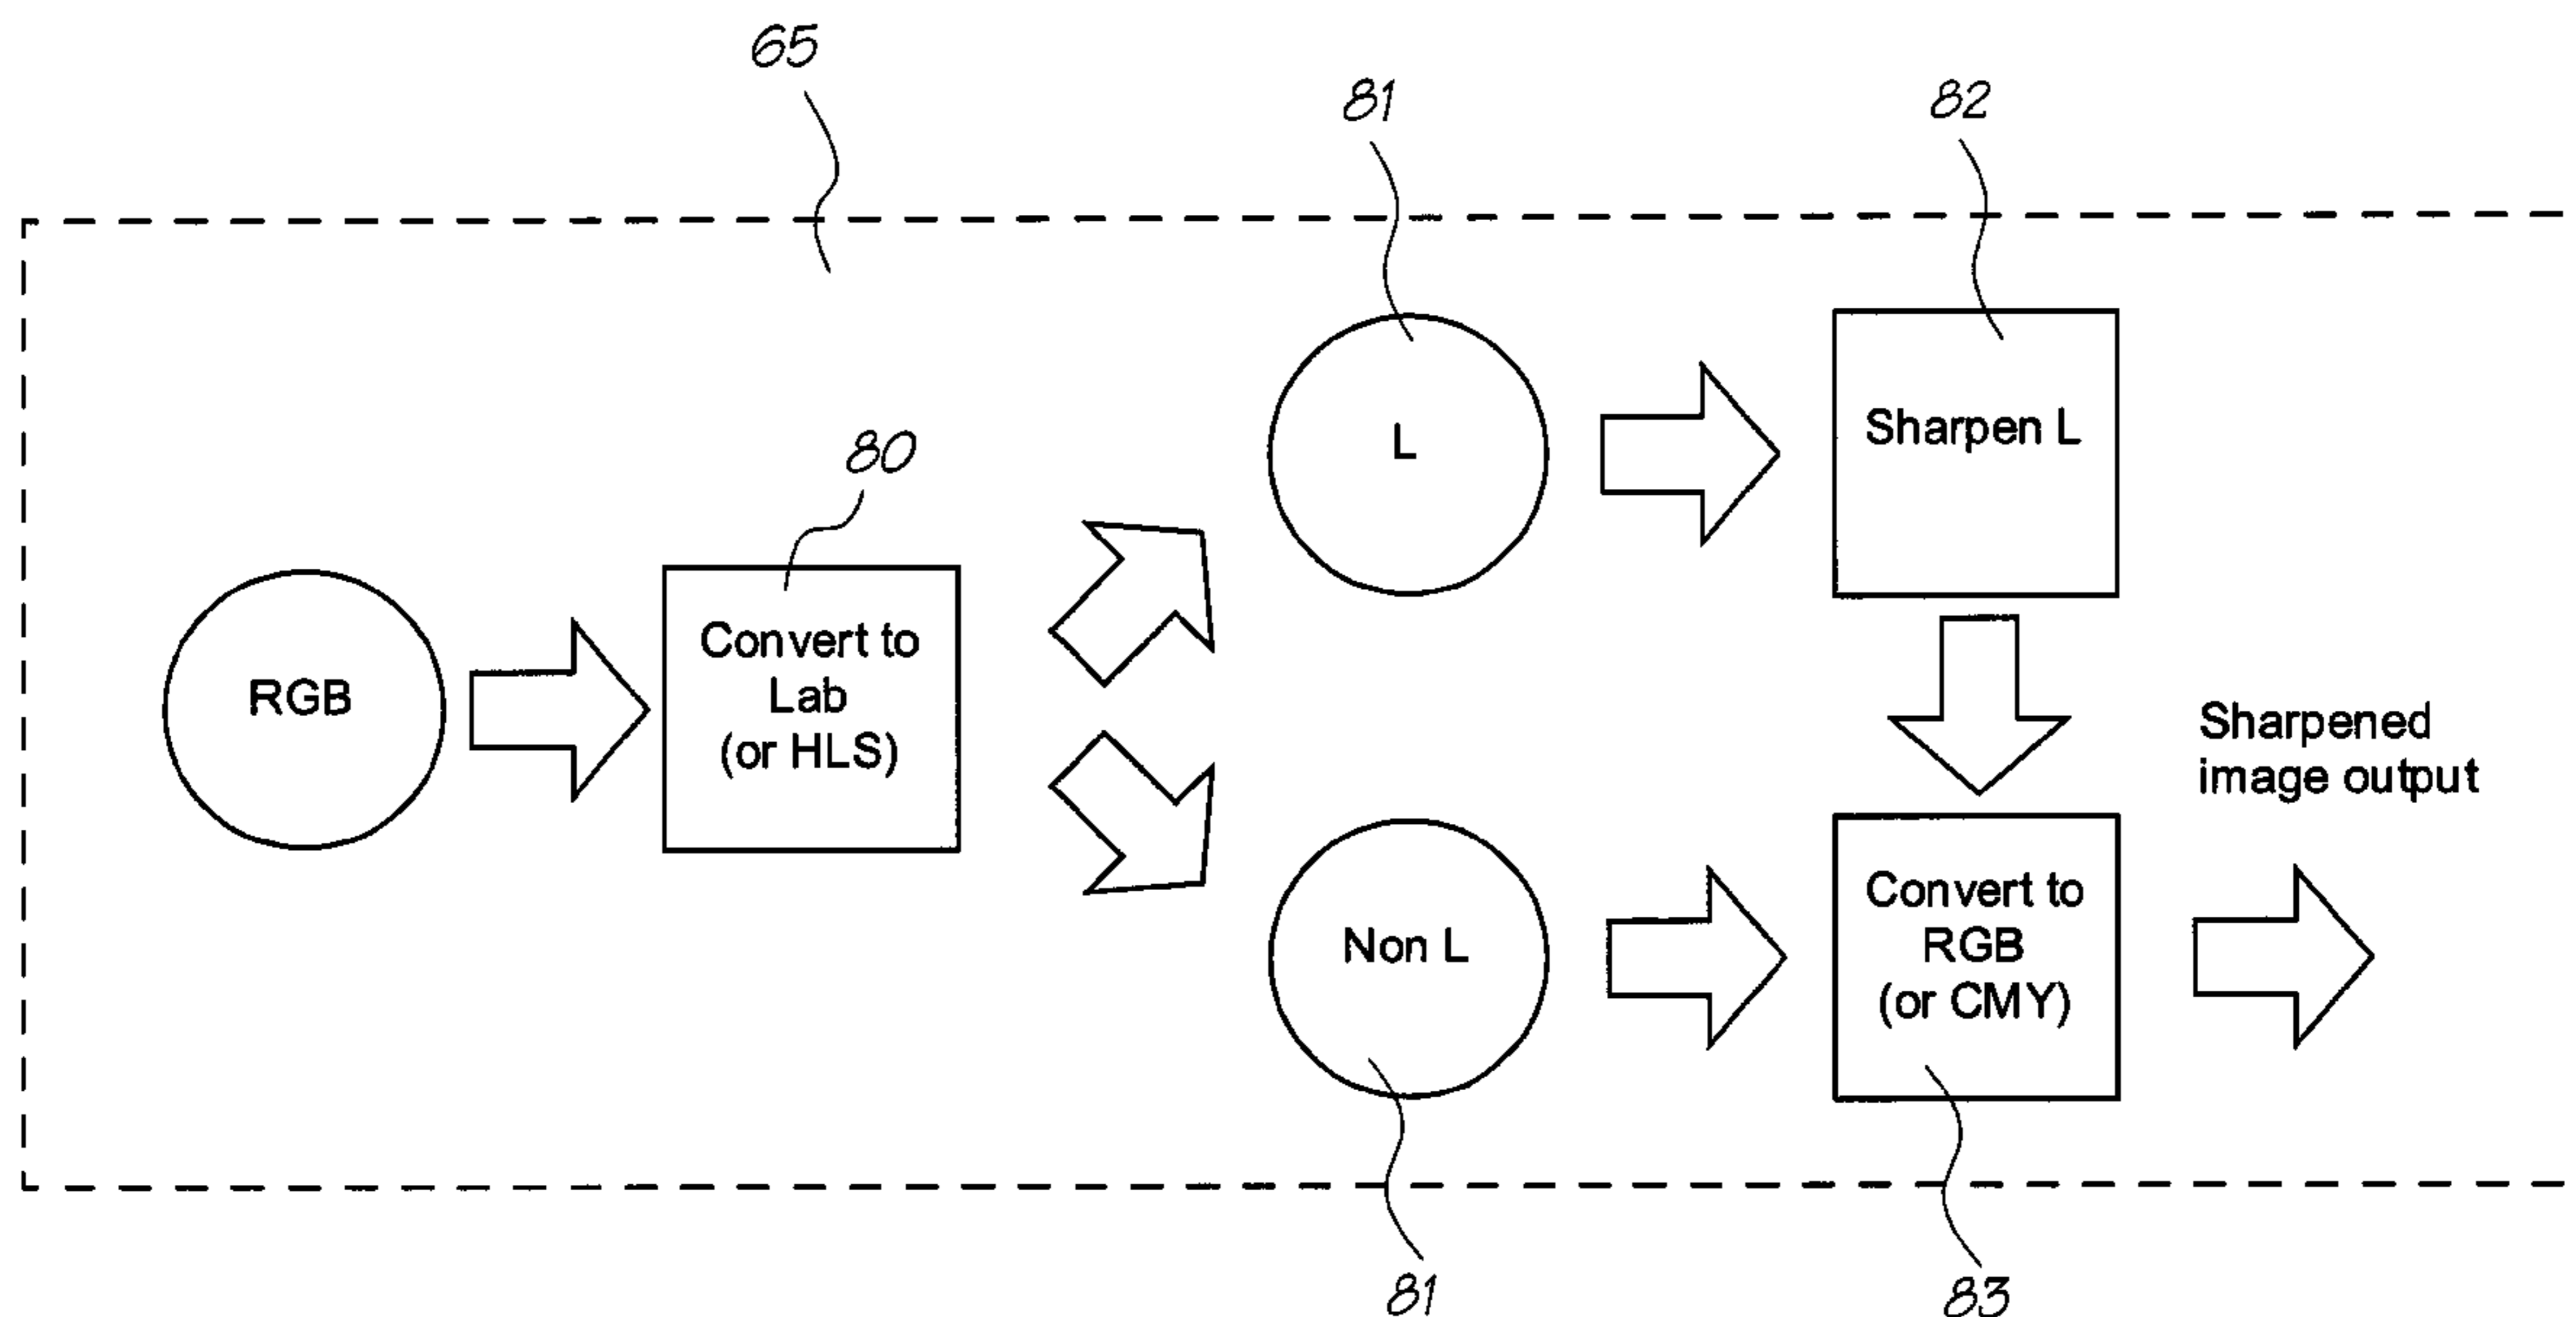 65
81
82
L
Sharpen L
80
RGB
Convert to
Lab
(or HLS)
Sharpened
image output
Non L
Convert to
RGB
(or CMY)
81
83